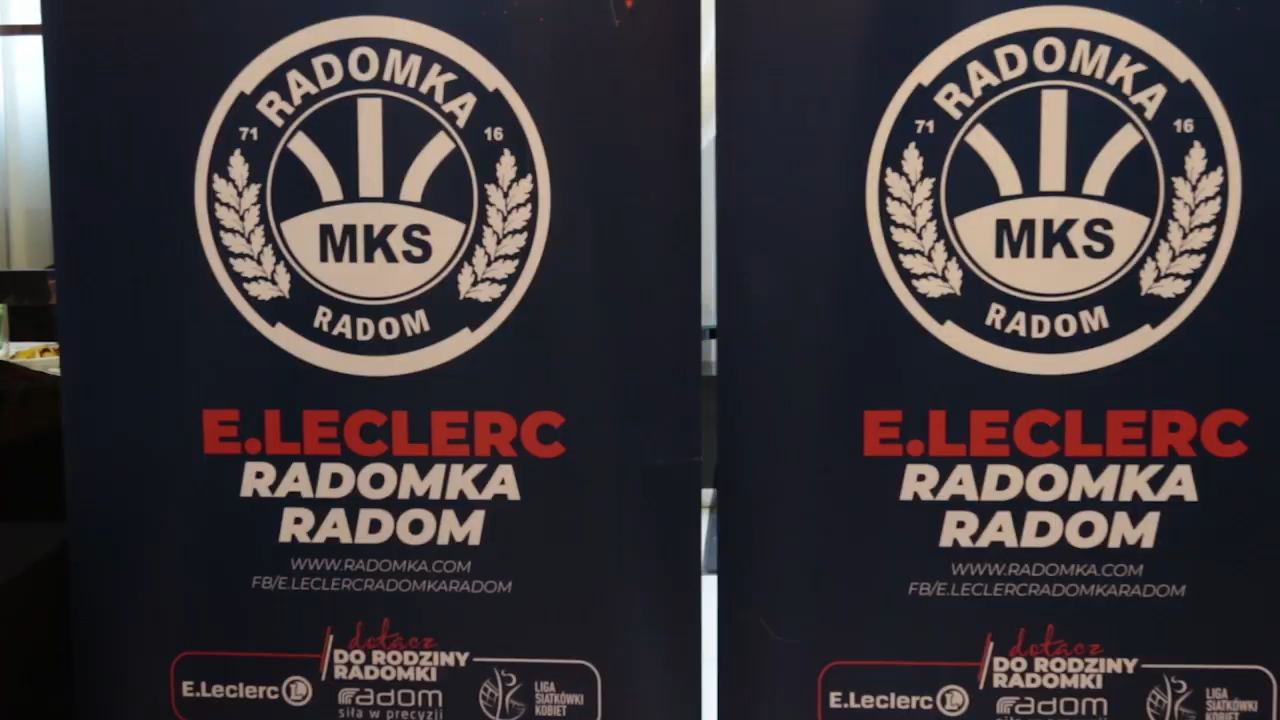 RADOMKA
71 16
MKS
RADOM
E.LECLERC
RADOMKA
RADOM
WWW.RADOMKA.COM
FB/E.LECLERCRADOMKARADOM
dołącz
DO RODZINY
RADOMKI
E.Leclerc L
radom
siła w precyzji
LIGA
SIATKÓWKI
KOBIET
RADOMKA
71 16
MKS
RADOM
E.LECLERC
RADOMKA
RADOM
WWW.RADOMKA.COM
FB/E.LECLERCRADOMKARADOM
dołącz
DO RODZINY
RADOMKI
E.Leclerc L
radom
LIGA
SIATKÓWKI
KOBIET